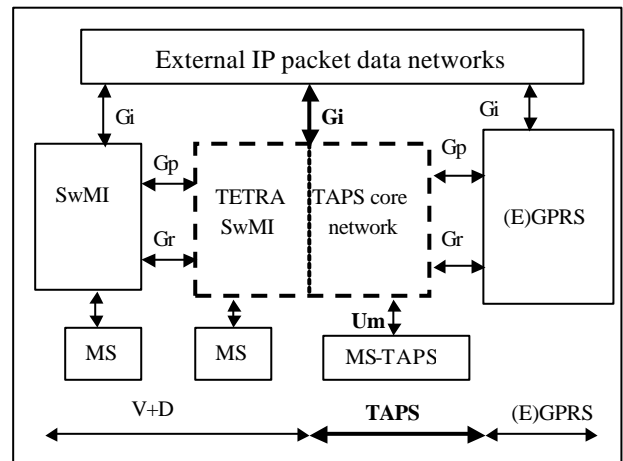 External IP packet data networks
Gi
Gi
Gi
SwMI
Gp
Gr
TETRA
SwMI
TAPS core
network
Gp
Gr
(E)GPRS
Um
MS
MS
MS-TAPS
V+D
TAPS
(E)GPRS